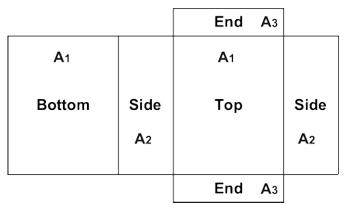 End A3
A1 A1
Bottom Side Top Side
A2 A2
End A3